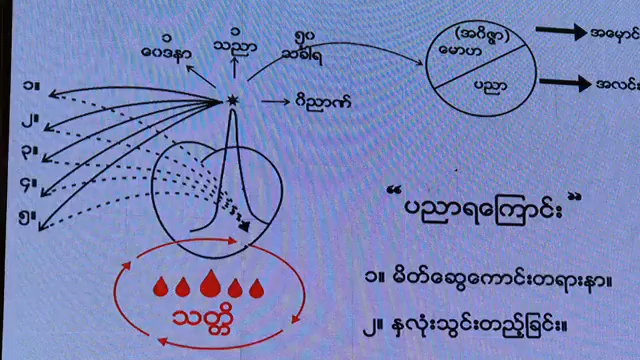 ၁
ဝေဒနာ
၁
သညာ
၅၀
သင်္ခါရ
(အဝိဇ္ဇာ)
မောဟ
ပညာ
အမှောင်
အလင်း
ဝိညာဏ်
၁။
၂။
၃။
၄။
၅။
သတ္တိ
“ပညာရကြောင်း”
၁။ မိတ်ဆွေကောင်းတရားနာ။
၂။ နှလုံးသွင်းတည့်ခြင်း။